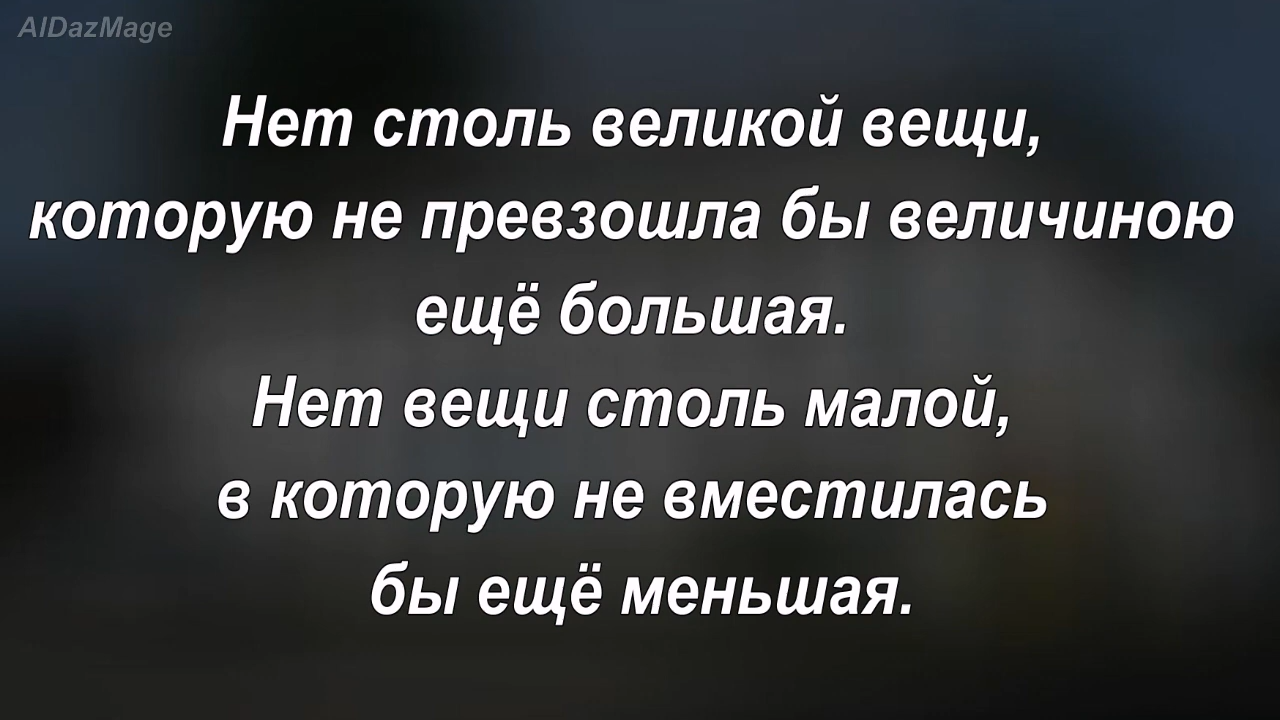 AIDazMage
Нет столь великой вещи,
которую не превзошла бы величиною
ещё большая.
Нет вещи столь малой,
в которую не вместилась
бы ещё меньшая.